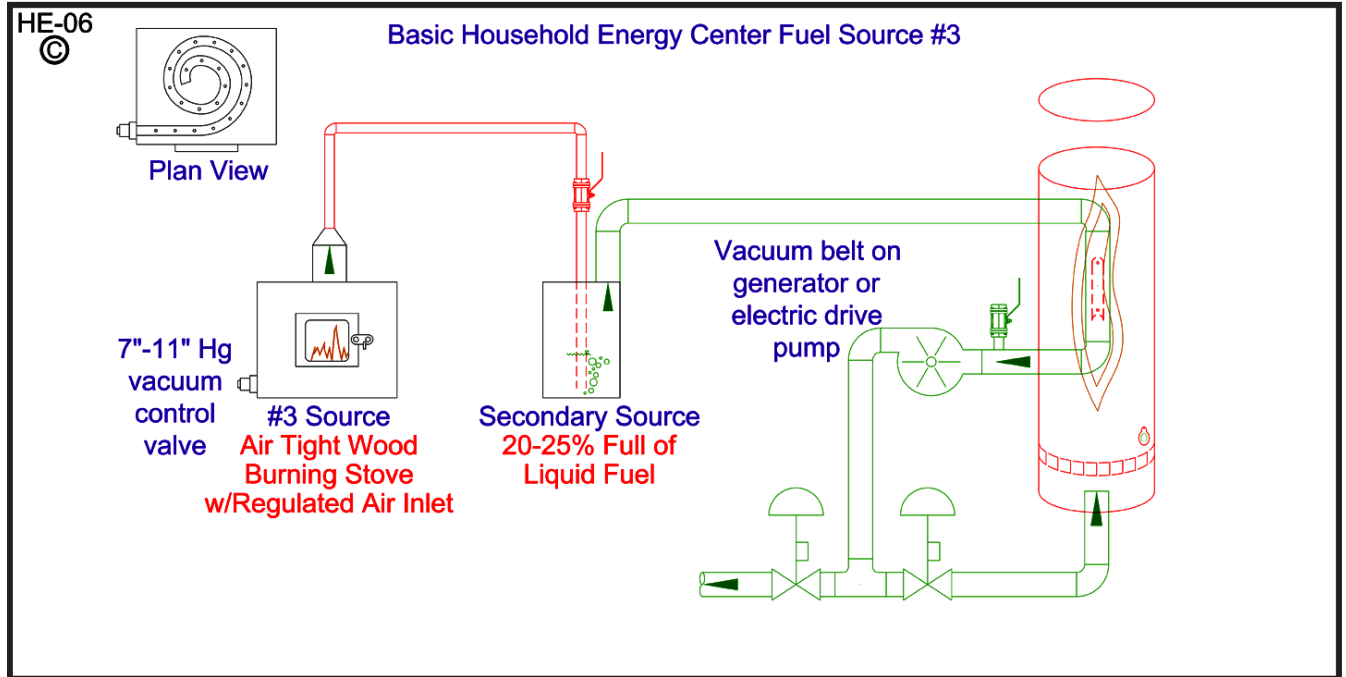 HE-06
©
Basic Household Energy Center Fuel Source #3
Plan View
Vacuum belt on
generator or
electric drive
pump
7"-11" Hg
vacuum
control
valve
#3 Source
Air Tight Wood
Burning Stove
w/Regulated Air Inlet
Secondary Source
20-25% Full of
Liquid Fuel